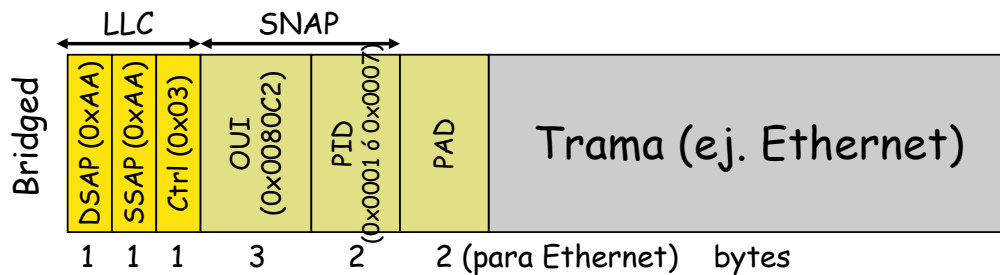 LLC
SNAP
Bridged
DSAP (0xAA)
SSAP (0xAA)
Ctrl (0x03)
OUI
(0x0080C2)
PID
(0x0001 ó 0x0007)
PAD
Trama (ej. Ethernet)
1 1 1 3 2 2 (para Ethernet) bytes